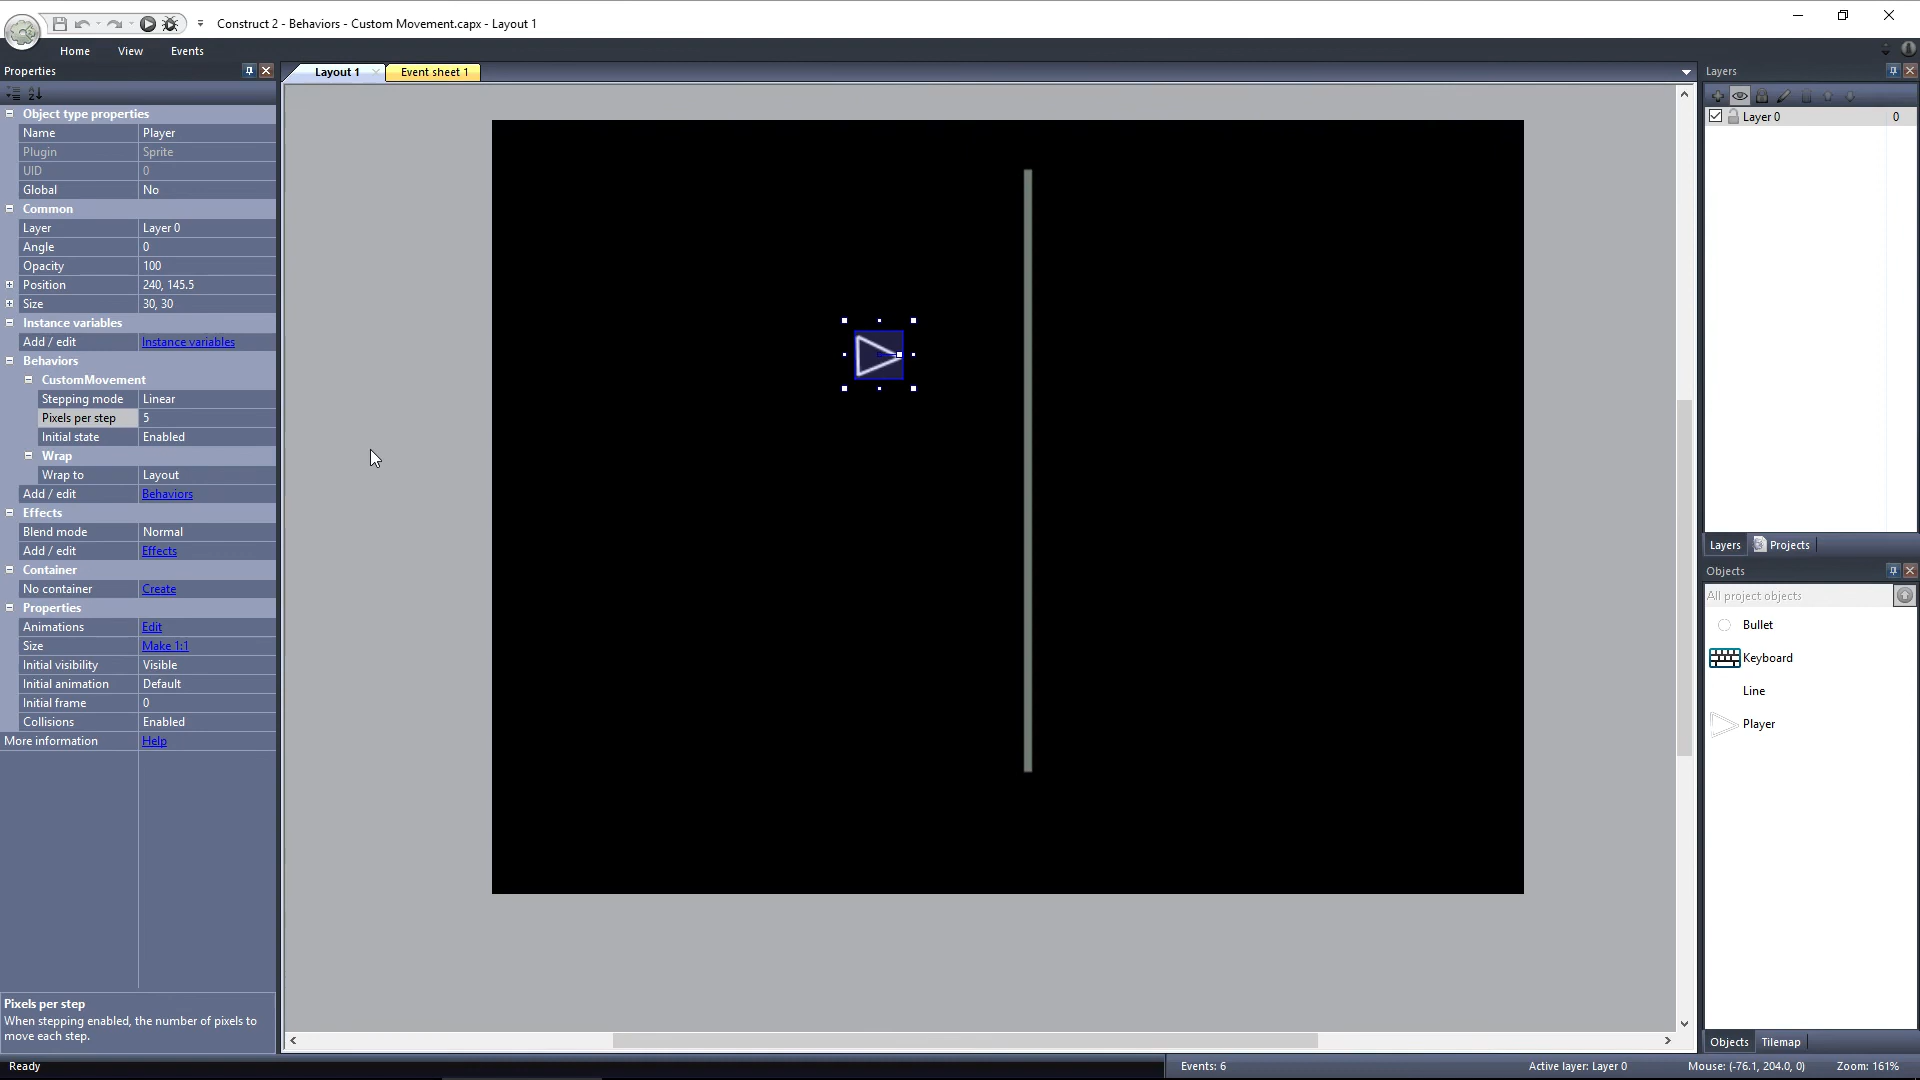 Construct 2 - Behaviors - Custom Movement.capx - Layout 1
Home View Events
Properties
Layout 1
Event sheet 1
Layers
Object type properties
Name Player
Plugin Sprite
UID 0
Global No
Common
Layer Layer 0
Angle 0
Opacity 100
Position 240, 145.5
Size 30, 30
Instance variables
Add / edit Instance variables
Behaviors
CustomMovement
Stepping mode Linear
Pixels per step 5
Initial state Enabled
Wrap
Wrap to Layout
Add / edit Behaviors
Effects
Blend mode Normal
Add / edit Effects
Container
No container Create
Properties
Animations Edit
Size Make 1:1
Initial visibility Visible
Initial animation Default
Initial frame 0
Collisions Enabled
More information Help
Pixels per step
When stepping enabled, the number of pixels to
move each step.
Layer 0 0
Layers Projects
Objects
All project objects
Bullet
Keyboard
Line
Player
Objects Tilemap
Ready
Events: 6
Active layer: Layer 0
Mouse: (-76.1, 204.0, 0)
Zoom: 161%